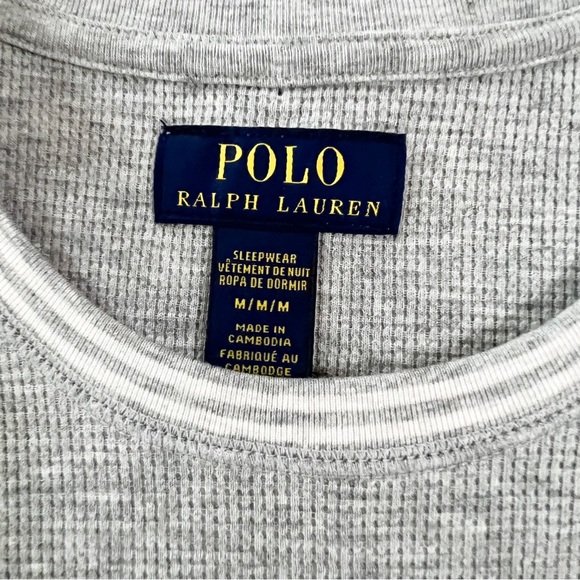 POLO
RALPH LAUREN
SLEEPWEAR
VÊTEMENT DE NUIT
ROPA DE DORMIR
M/M/M
MADE IN
CAMBODIA
FABRIQUÉ AU
CAMBODGE